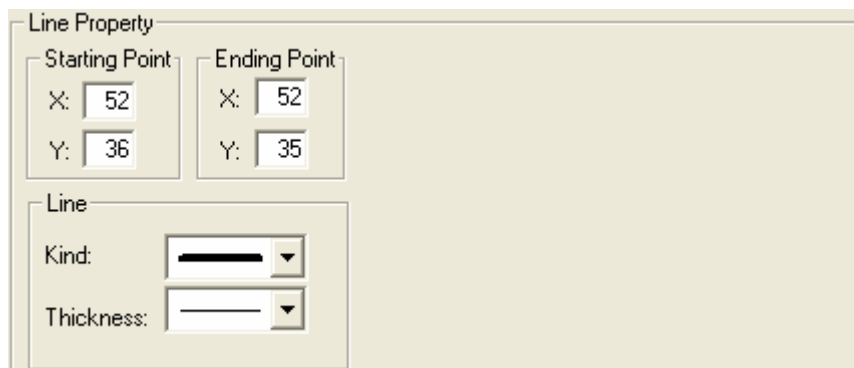 Line Property
Starting Point Ending Point
X: 52 X: 52
Y: 36 Y: 35
Line
Kind:
Thickness: